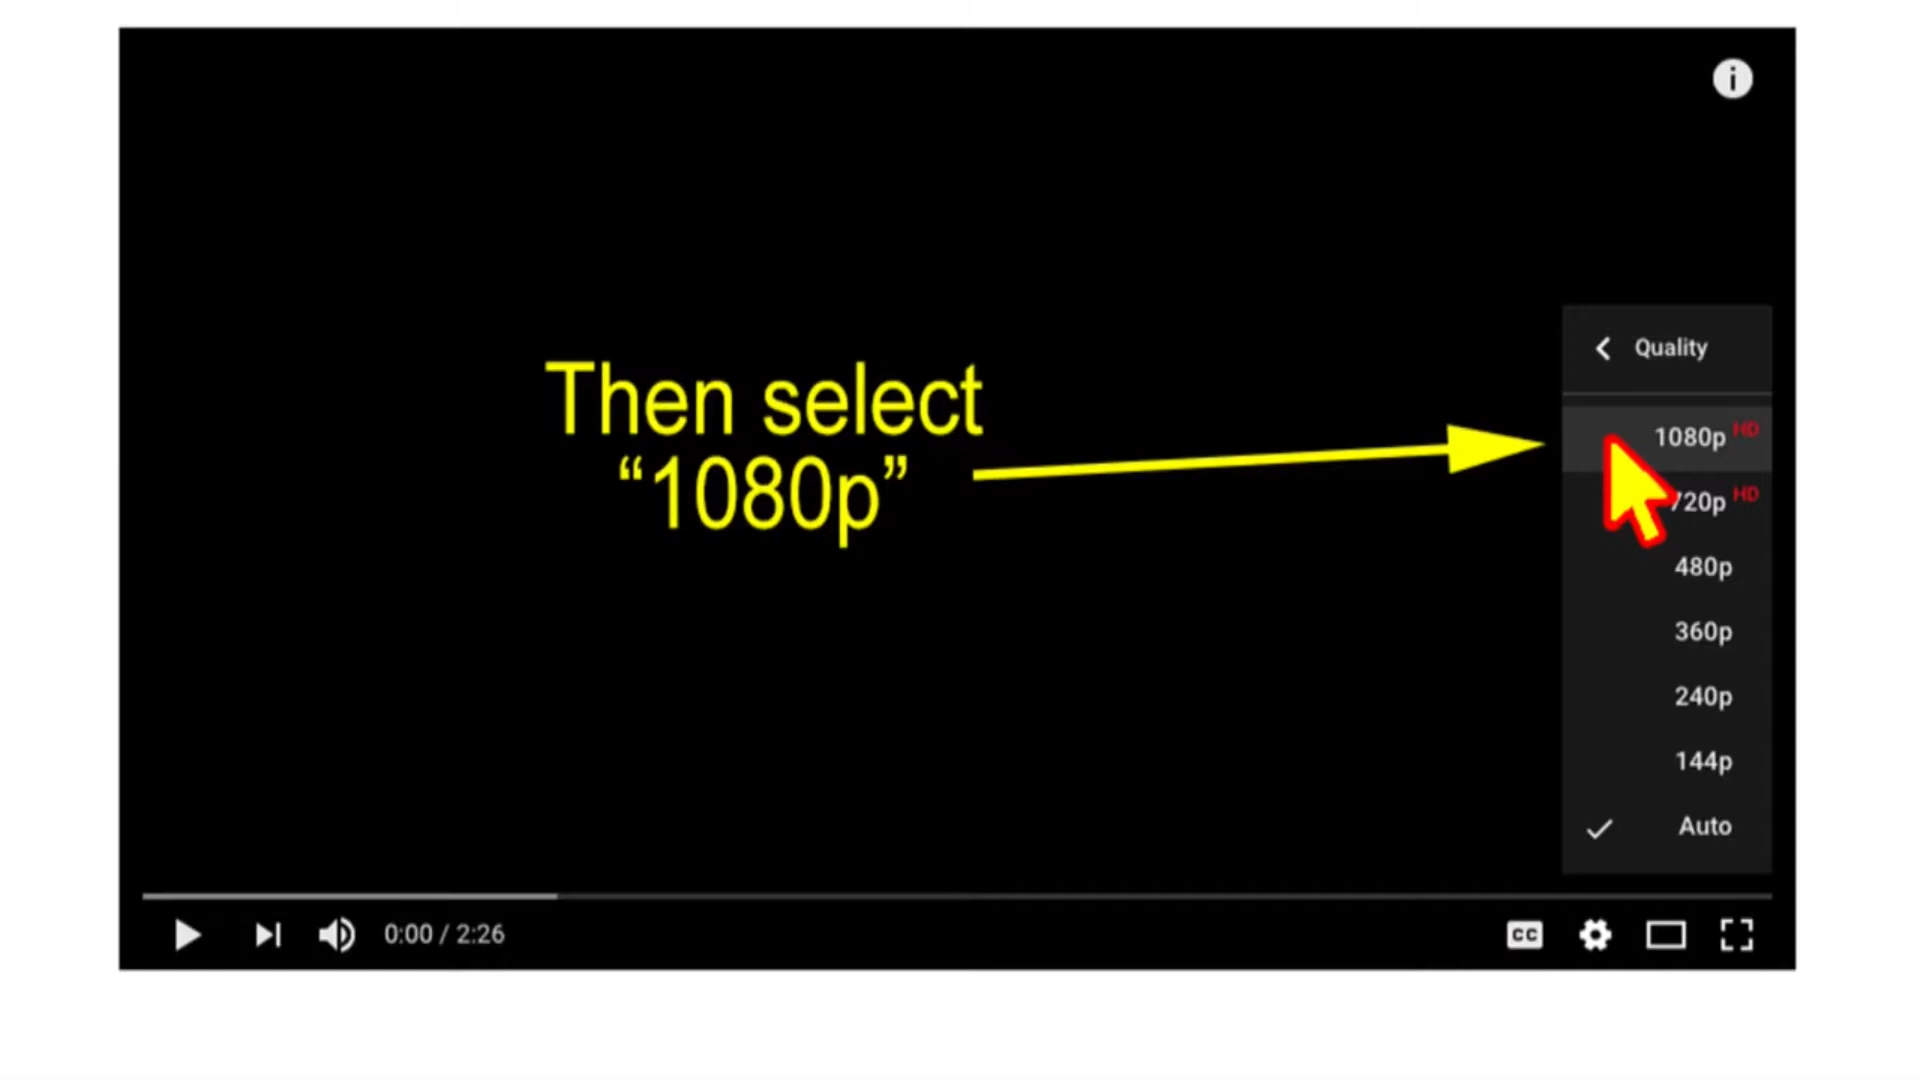 Quality
Then select
“1080p”
1080p HD
720p HD
480p
360p
240p
144p
Auto
0:00 / 2:26
CC